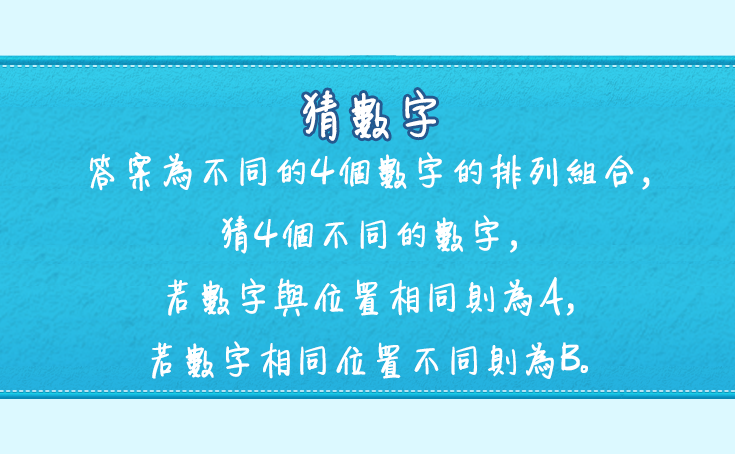 猜數字
答案為不同的4個數字的排列組合，
猜4個不同的數字，
若數字與位置相同則為A，
若數字相同位置不同則為B。